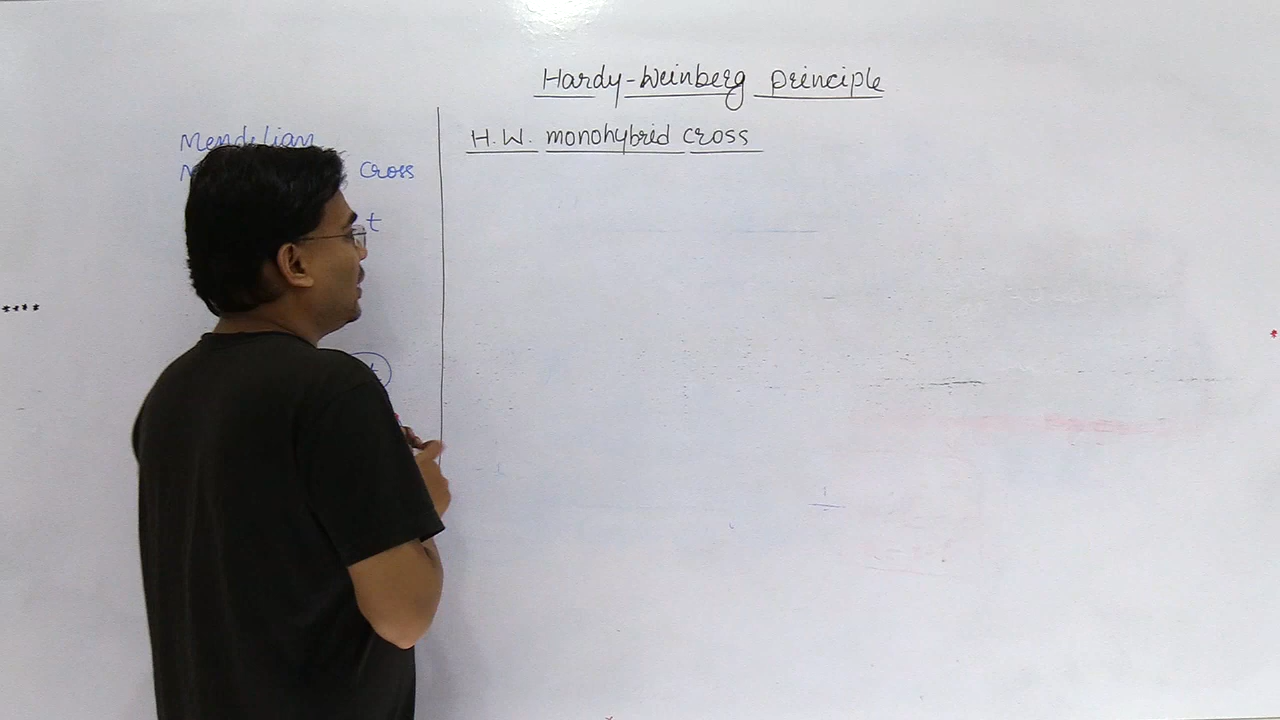 Hardy-Weinberg principle
Mendelian
cross
t
t
H.W. monohybrid cross